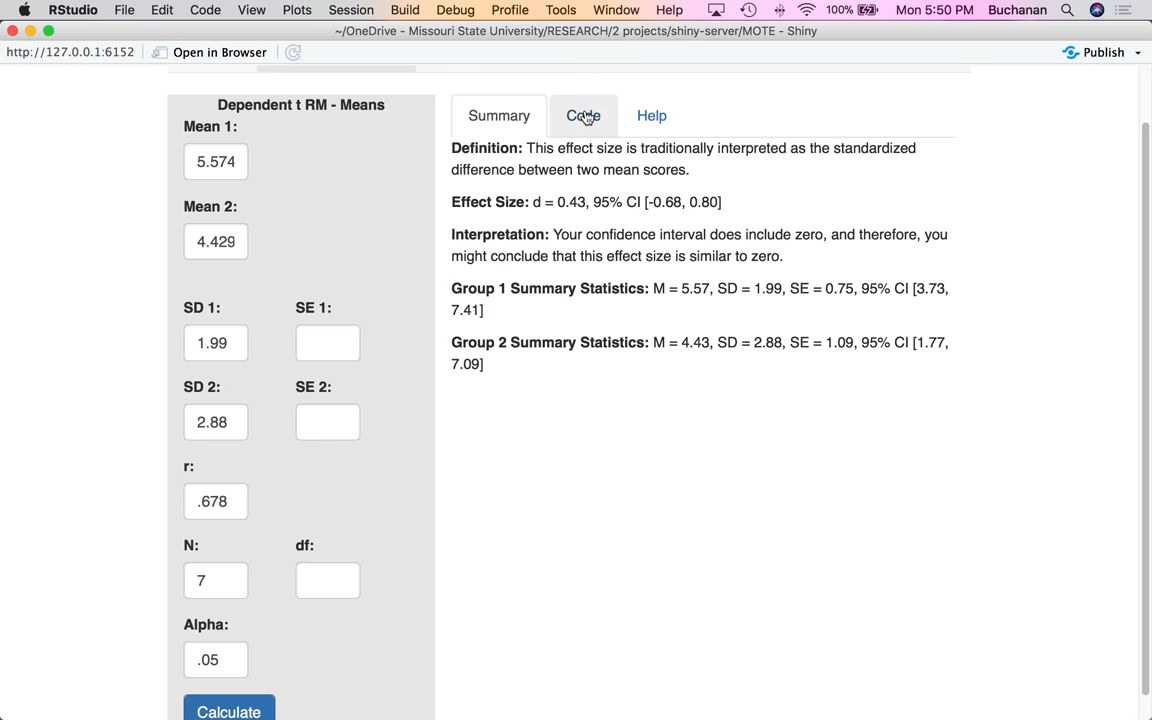 RStudio File Edit Code View Plots Session Build Debug Profile Tools Window Help 100% Mon 5:50 PM Buchanan
~/OneDrive - Missouri State University/RESEARCH/2 projects/shiny-server/MOTE - Shiny
http://127.0.0.1:6152 Open in Browser Publish
Dependent t RM - Means
Mean 1:
5.574
Mean 2:
4.429
SD 1: SE 1:
1.99
SD 2: SE 2:
2.88
r:
.678
N: df:
7
Alpha:
.05
Calculate
Summary Code Help
Definition: This effect size is traditionally interpreted as the standardized
difference between two mean scores.
Effect Size: d = 0.43, 95% CI [-0.68, 0.80]
Interpretation: Your confidence interval does include zero, and therefore, you
might conclude that this effect size is similar to zero.
Group 1 Summary Statistics: M = 5.57, SD = 1.99, SE = 0.75, 95% CI [3.73,
7.41]
Group 2 Summary Statistics: M = 4.43, SD = 2.88, SE = 1.09, 95% CI [1.77,
7.09]